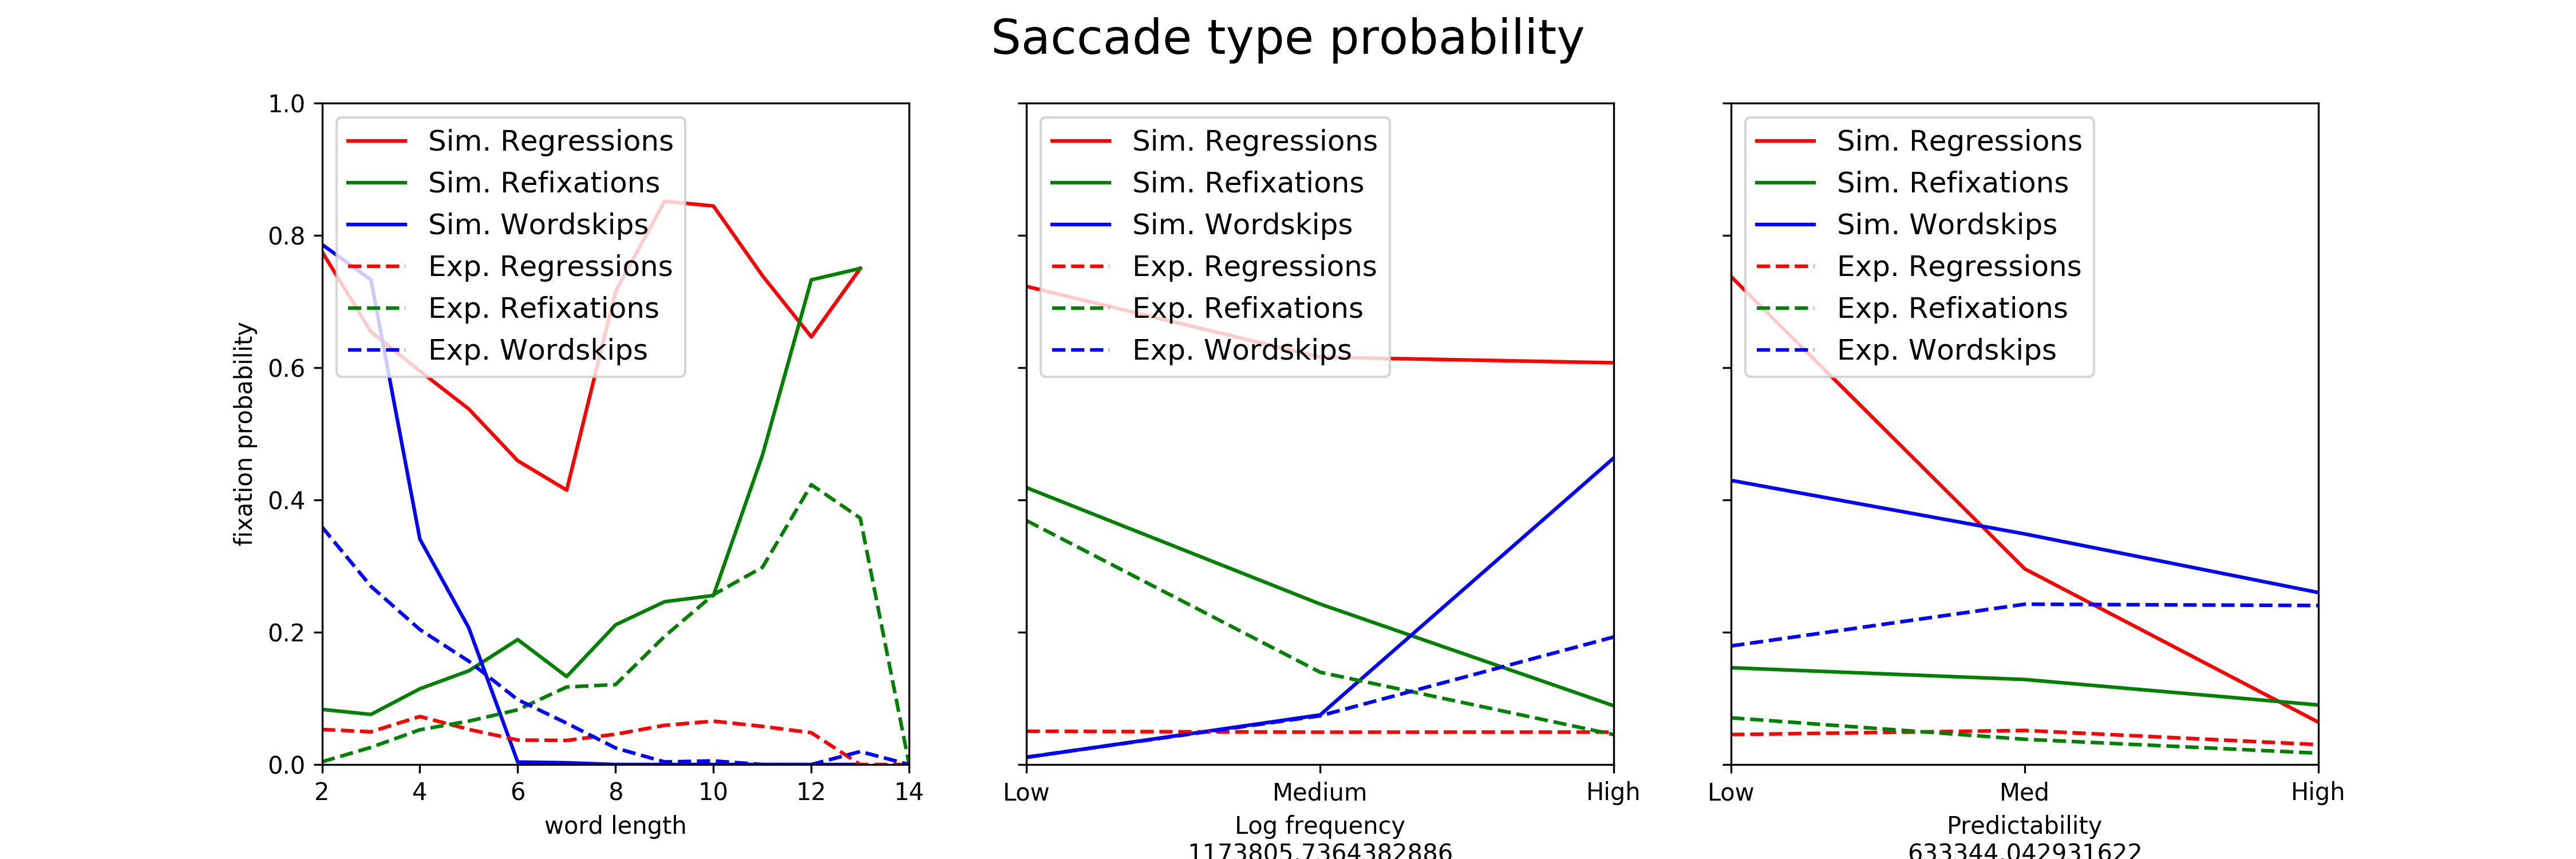 Saccade type probability
fixation probability
1.0
0.8
0.6
0.4
0.2
0.0
Sim. Regressions
Sim. Refixations
Sim. Wordskips
Exp. Regressions
Exp. Refixations
Exp. Wordskips
2 4 6 8 10 12 14
word length
Sim. Regressions
Sim. Refixations
Sim. Wordskips
Exp. Regressions
Exp. Refixations
Exp. Wordskips
Low Medium High
Log frequency
1173805.7364382886
Sim. Regressions
Sim. Refixations
Sim. Wordskips
Exp. Regressions
Exp. Refixations
Exp. Wordskips
Low Med High
Predictability
633344.042931622